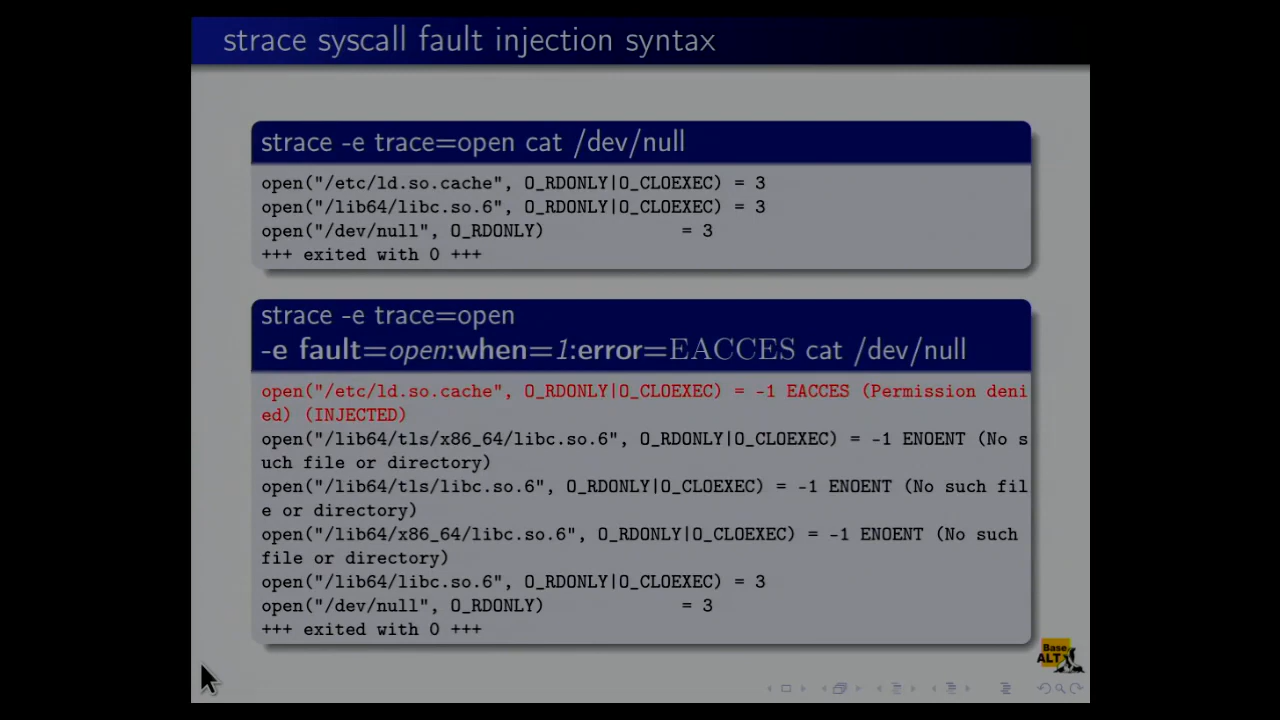 strace syscall fault injection syntax
strace -e trace=open cat /dev/null
open("/etc/ld.so.cache", O_RDONLY|O_CLOEXEC) = 3
open("/lib64/libc.so.6", O_RDONLY|O_CLOEXEC) = 3
open("/dev/null", O_RDONLY)             = 3
+++ exited with 0 +++
strace -e trace=open
-e fault=open:when=1:error=EACCES cat /dev/null
open("/etc/ld.so.cache", O_RDONLY|O_CLOEXEC) = -1 EACCES (Permission deni
ed) (INJECTED)
open("/lib64/tls/x86_64/libc.so.6", O_RDONLY|O_CLOEXEC) = -1 ENOENT (No s
uch file or directory)
open("/lib64/tls/libc.so.6", O_RDONLY|O_CLOEXEC) = -1 ENOENT (No such fil
e or directory)
open("/lib64/x86_64/libc.so.6", O_RDONLY|O_CLOEXEC) = -1 ENOENT (No such
file or directory)
open("/lib64/libc.so.6", O_RDONLY|O_CLOEXEC) = 3
open("/dev/null", O_RDONLY)             = 3
+++ exited with 0 +++
Base
ALT